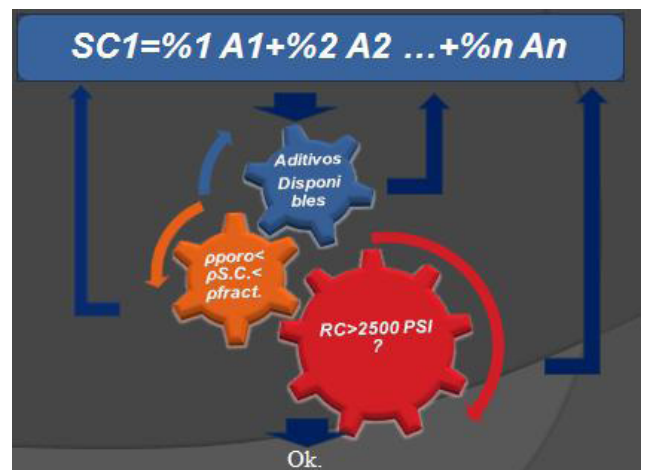 SC1=%1 A1+%2 A2 ...+%n An
Aditivos
Disponi
bles
ρporo<
ρS.C.<
ρfract.
RC>2500 PSI
?
Ok.